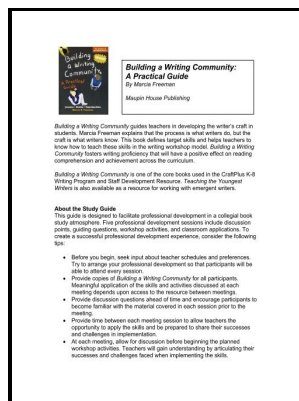 Building
a Writing
Community
A Practical Guide
Building a Writing Community:
A Practical Guide
By Marcia Freeman
Maupin House Publishing
Building a Writing Community guides teachers in developing the writer's craft in
students. Marcia Freeman explains that the process is what writers do, but the
craft is what writers know. This book defines target skills and helps teachers to
know how to teach these skills in the writing workshop model. Building a Writing
Community fosters writing proficiency that will have a positive effect on reading
comprehension and achievement across the curriculum.
Building a Writing Community is one of the core books used in the CraftPlus K-8
Writing Program and Staff Development Resource. Teaching the Youngest
Writers is also available as a resource for working with emergent writers.
About the Study Guide
This guide is designed to facilitate professional development in a collegial book
study atmosphere. Five professional development sessions include discussion
points, guiding questions, workshop activities, and classroom applications. To
create a successful professional development experience, consider the following
tips:
• Before you begin, seek input about teacher schedules and preferences.
Try to arrange your professional development so that participants will be
able to attend every session.
• Provide copies of Building a Writing Community for all participants.
Meaningful application of the skills and activities discussed at each
meeting depends upon access to the resource between meetings.
• Provide discussion questions ahead of time and encourage participants to
become familiar with the material covered in each session prior to the
meeting.
• Provide time between each meeting session to allow teachers the
opportunity to apply the skills and be prepared to share their successes
and challenges in implementation.
• At each meeting, allow for discussion before beginning the planned
workshop activities. Teachers will gain understanding by articulating their
successes and challenges faced when implementing the skills.